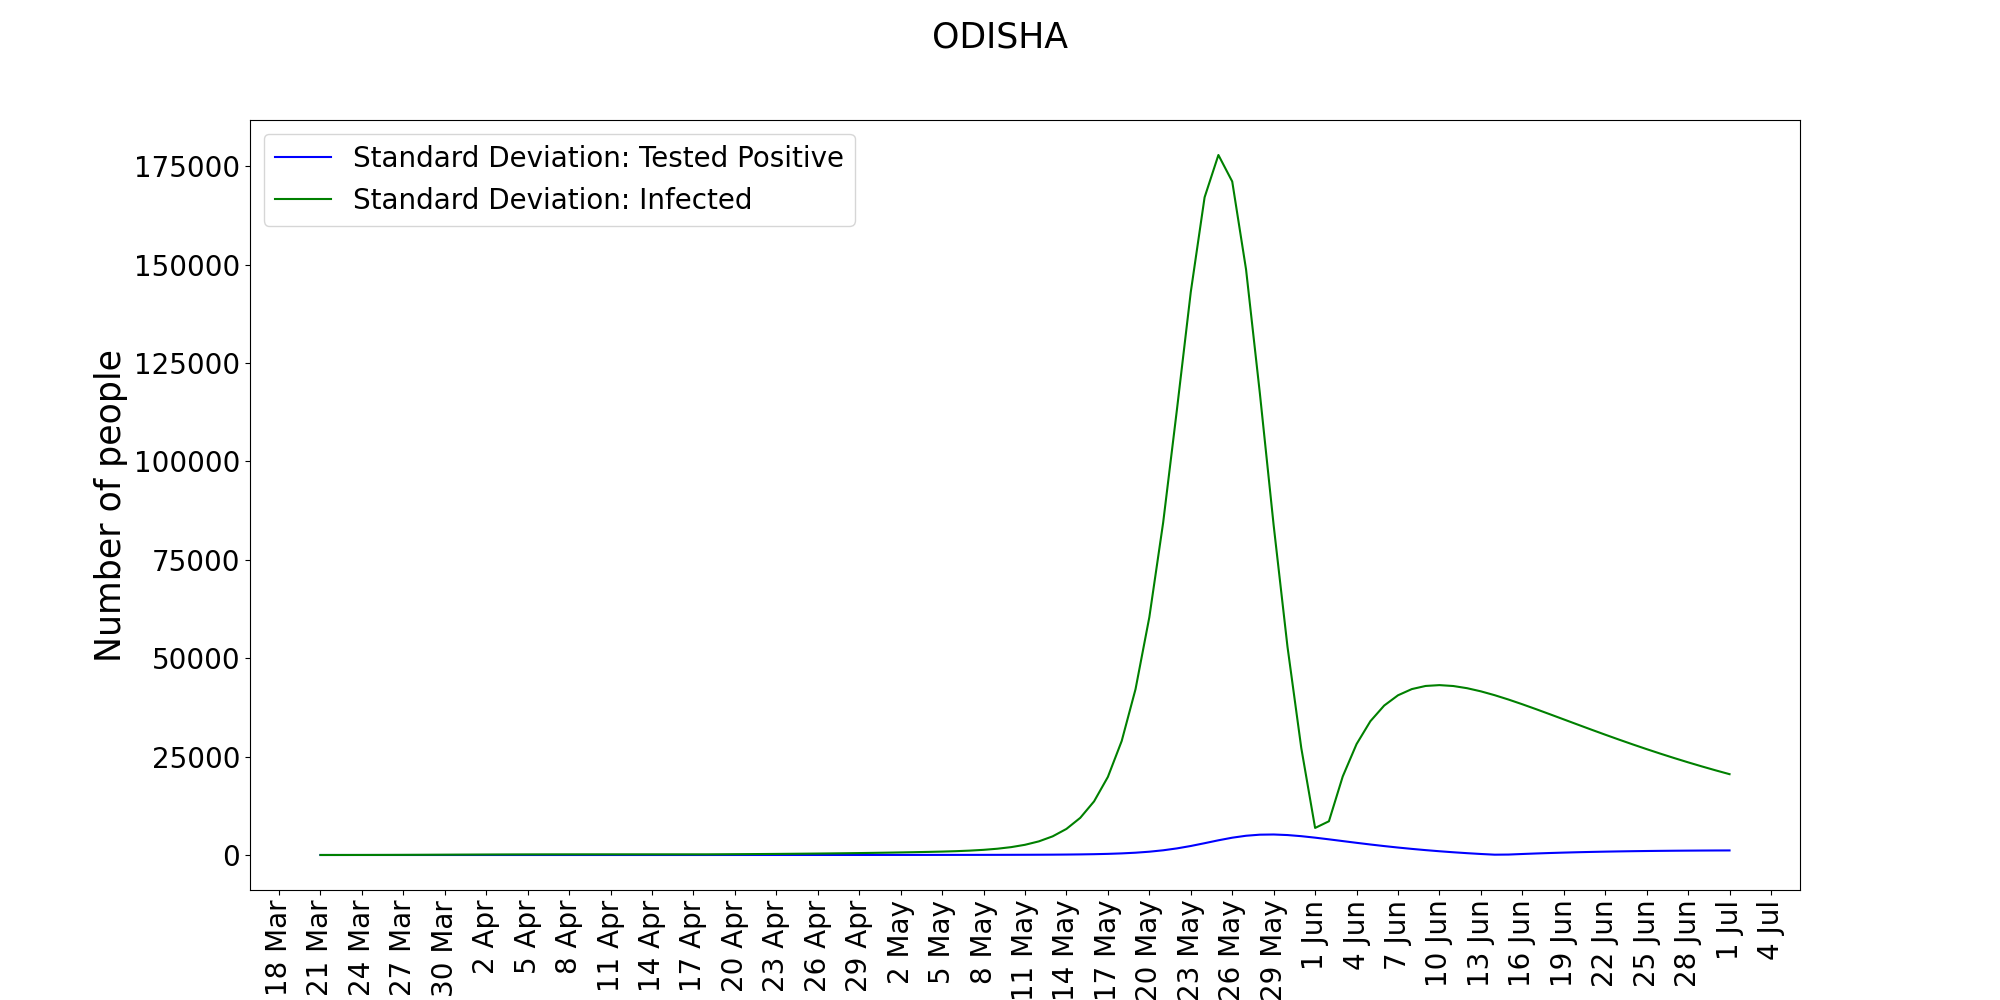 ODISHA
Standard Deviation: Tested Positive
Standard Deviation: Infected
Number of people
175000
150000
125000
100000
75000
50000
25000
0
18 Mar
21 Mar
24 Mar
27 Mar
30 Mar
2 Apr
5 Apr
8 Apr
11 Apr
14 Apr
17 Apr
20 Apr
23 Apr
26 Apr
29 Apr
2 May
5 May
8 May
11 May
14 May
17 May
20 May
23 May
26 May
29 May
1 Jun
4 Jun
7 Jun
10 Jun
13 Jun
16 Jun
19 Jun
22 Jun
25 Jun
28 Jun
1 Jul
4 Jul